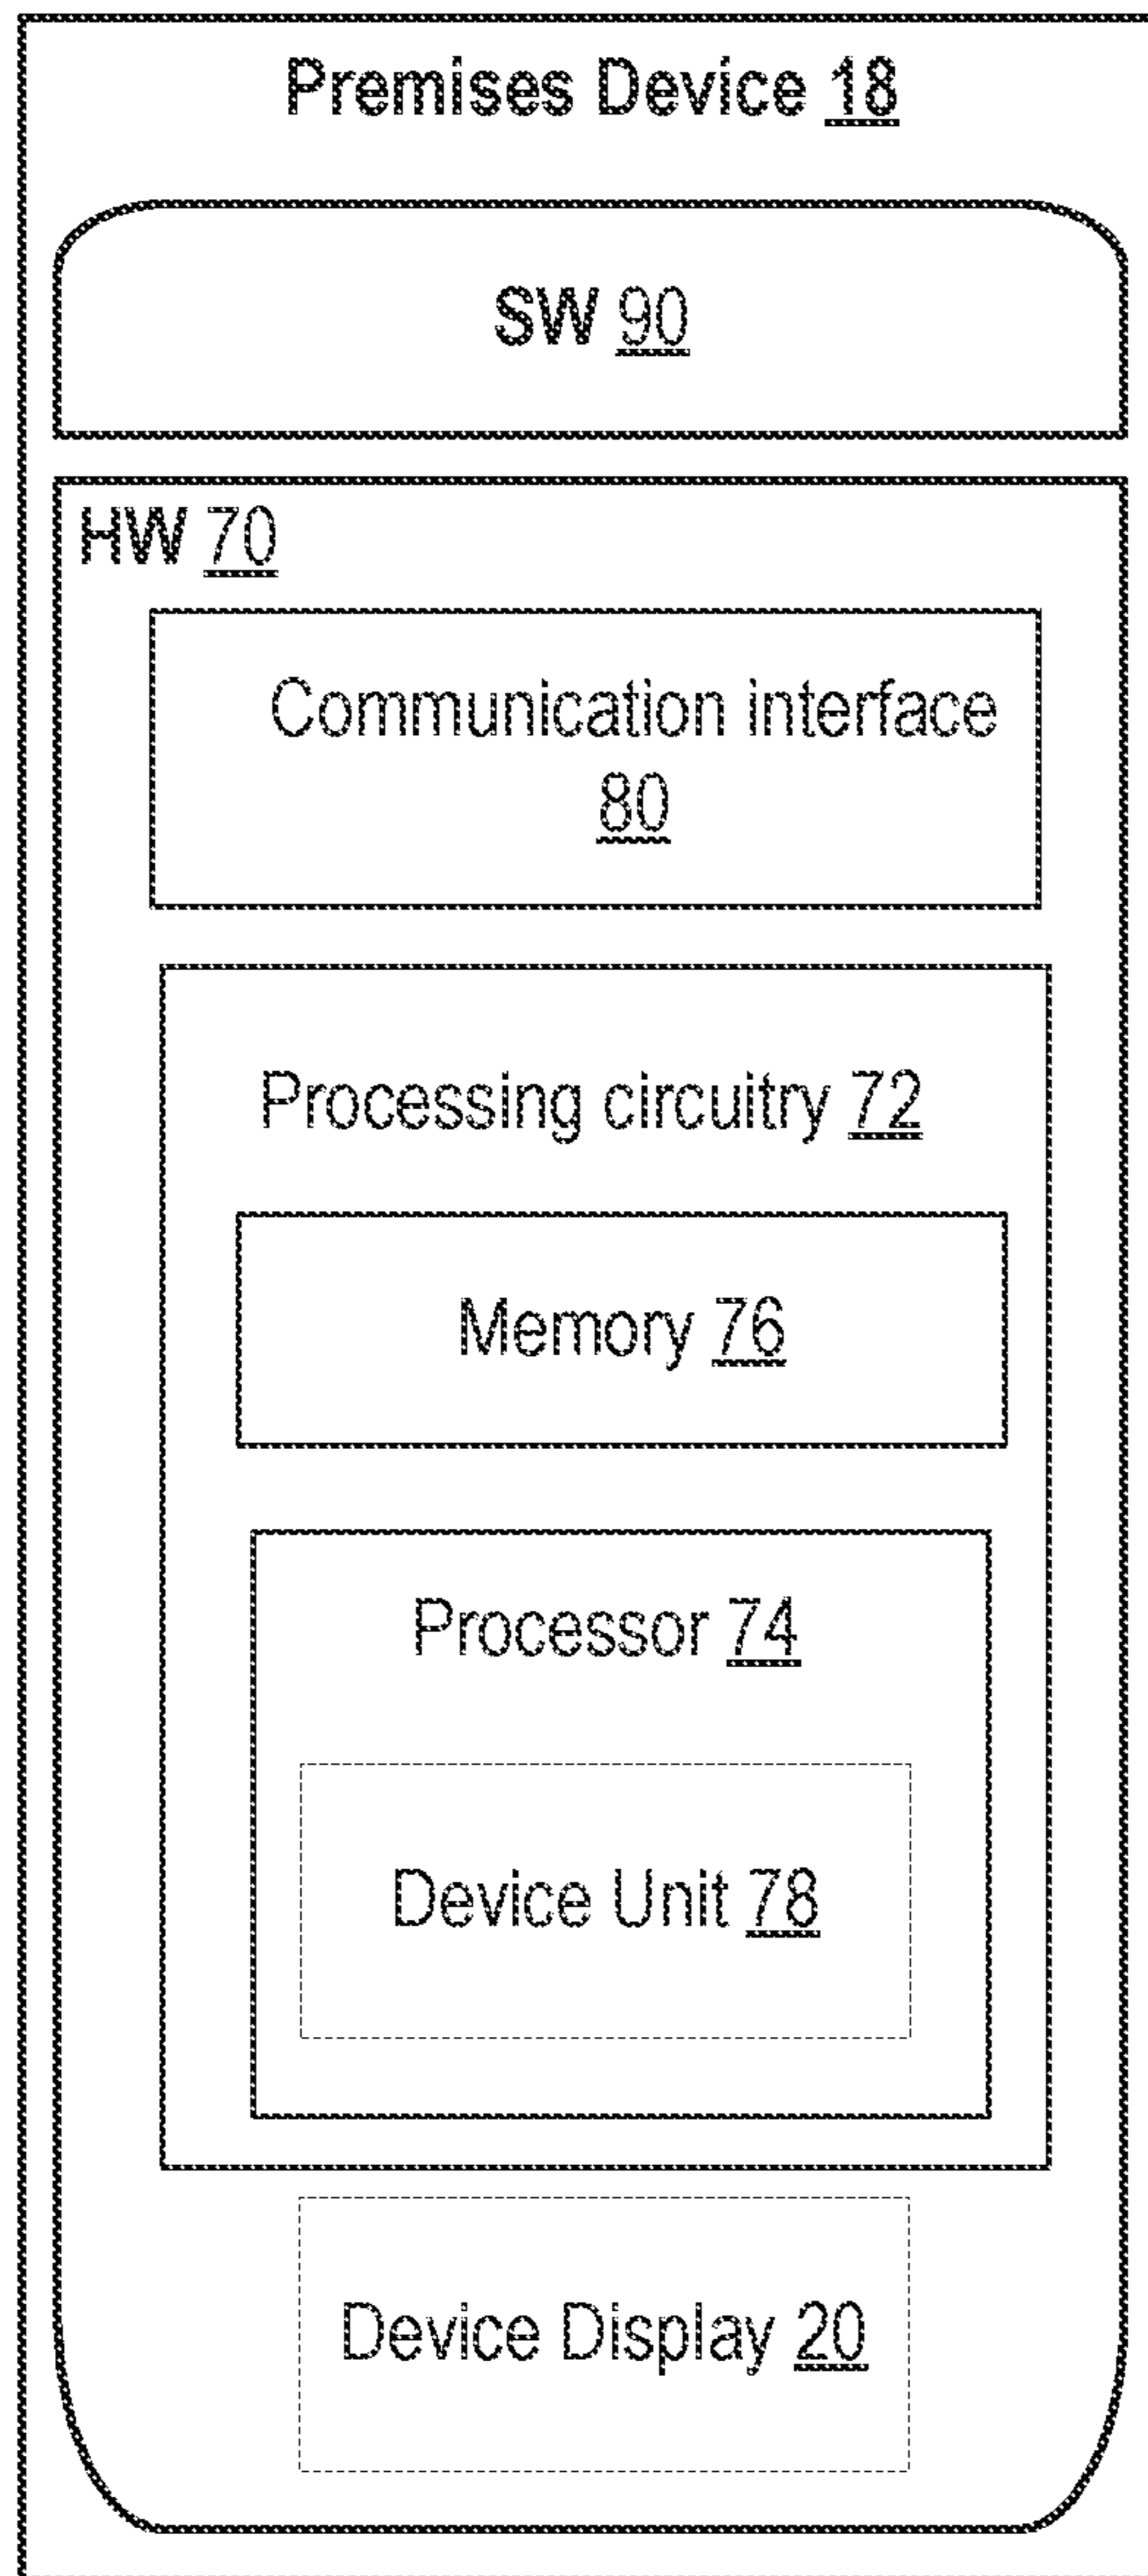 Premises Device 18
SW 90
HW 70
Communication interface
80
Processing circuitry 72
Memory 76
Processor 74
Device Unit 78
Device Display 20